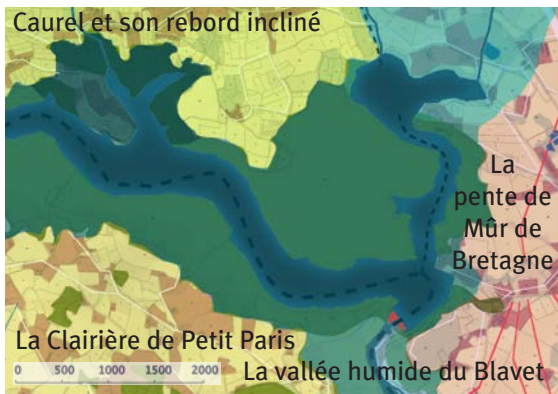 Caurel et son rebord incliné
La
pente de
Mûr de
Bretagne
La Clairière de Petit Paris
0 500 1000 1500 2000
La vallée humide du Blavet